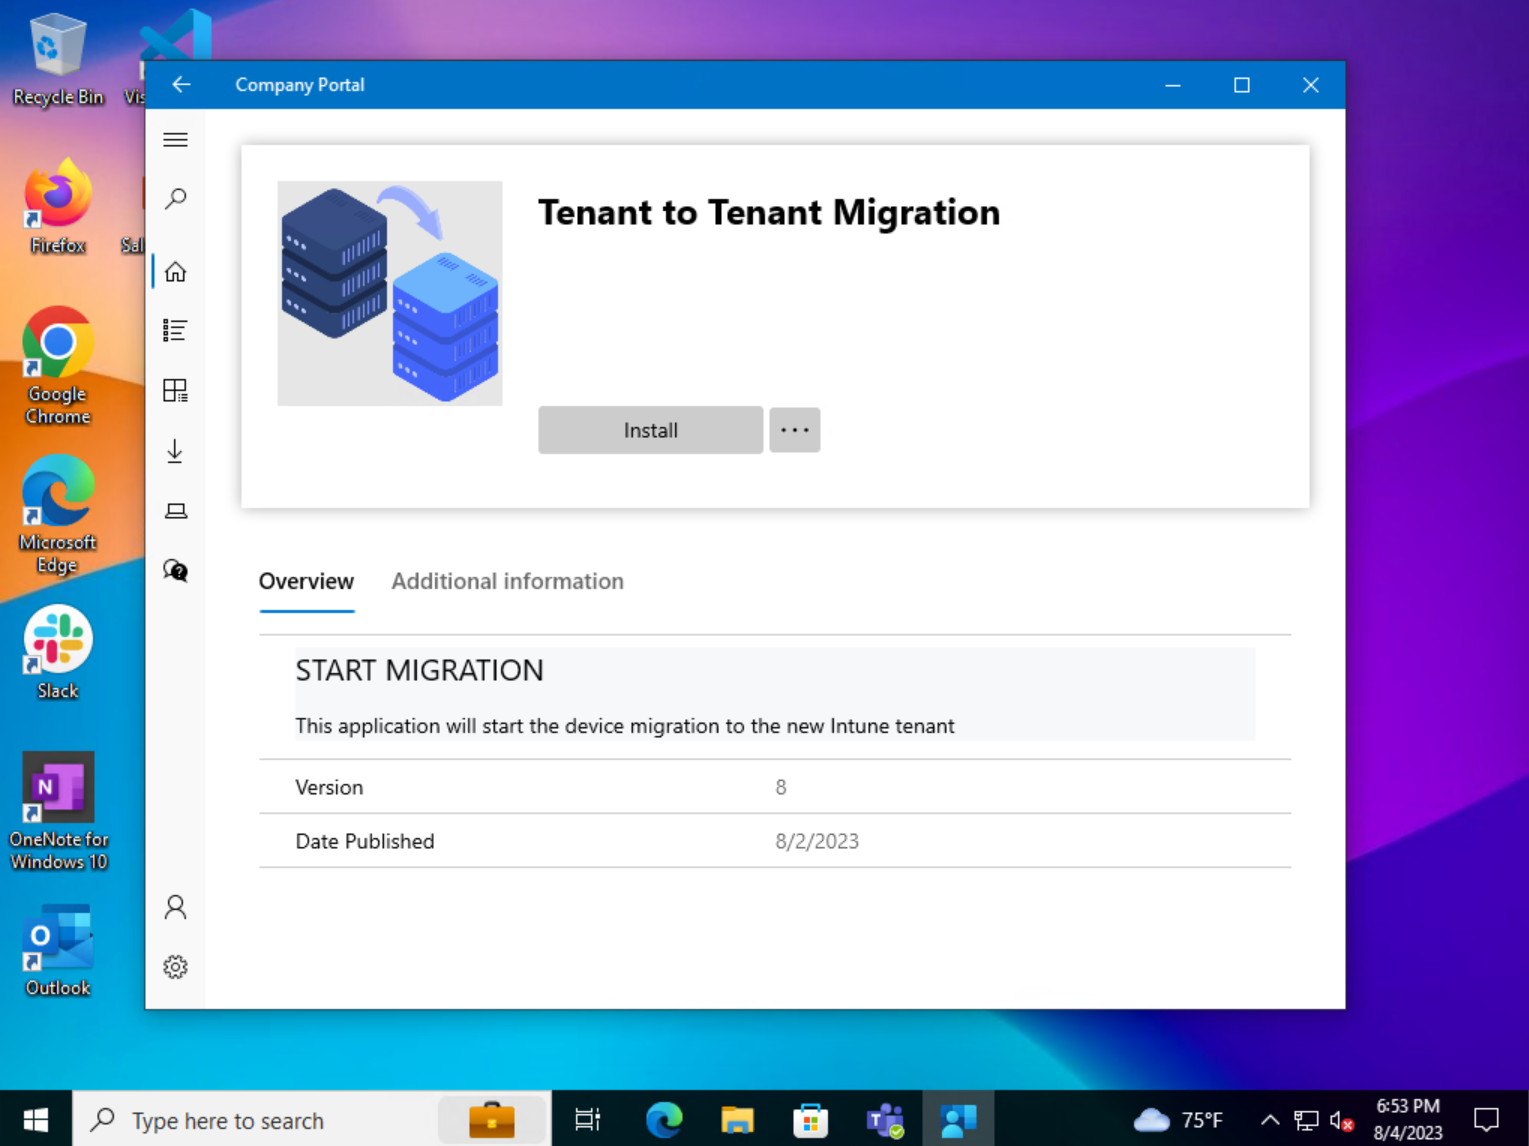 Recycle Bin
Vis
Firefox
Sal
Google
Chrome
Microsoft
Edge
Slack
N
OneNote for
Windows 10
O
Outlook
Company Portal
Tenant to Tenant Migration
Install
Overview
Additional information
START MIGRATION
This application will start the device migration to the new Intune tenant
Version
8
Date Published
8/2/2023
Type here to search
T
75°F
6:53 PM
8/4/2023